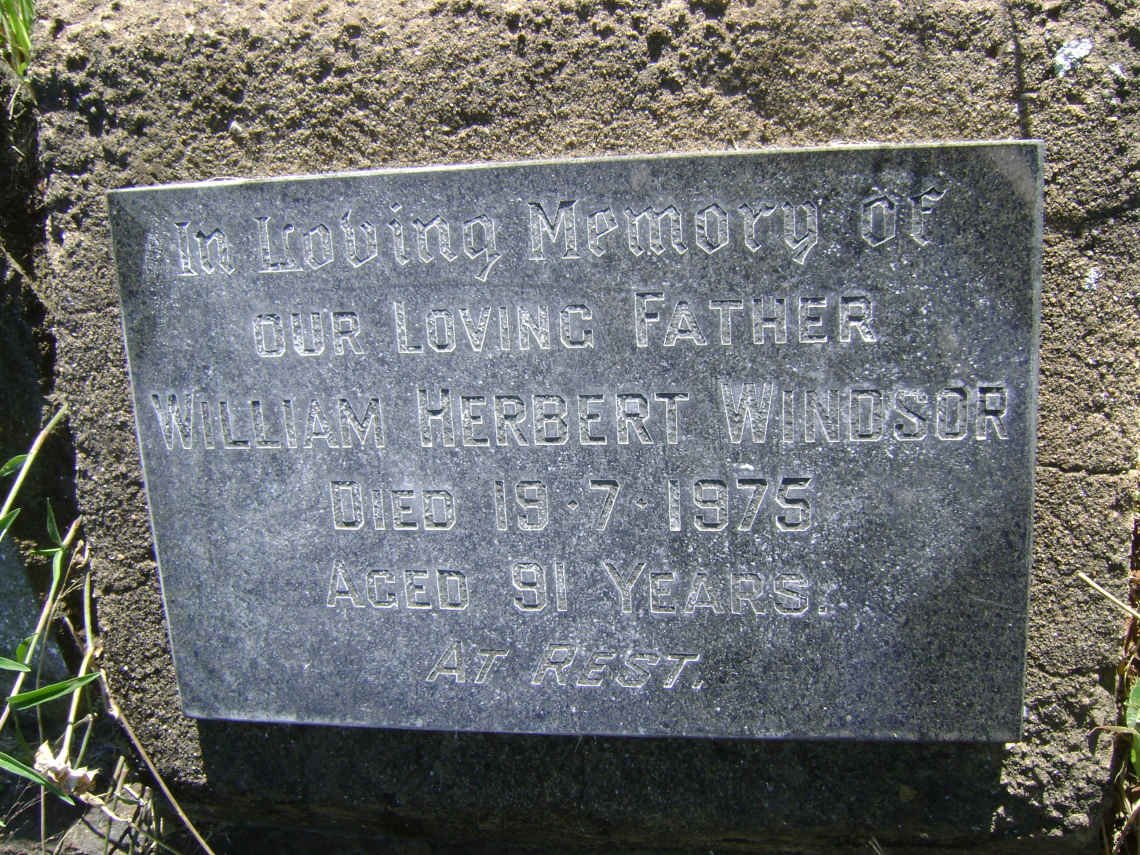 In Loving Memory of
OUR LOVING FATHER
WILLIAM HERBERT WINDSOR
DIED 19·7·1975
AGED 91 YEARS.
AT REST.